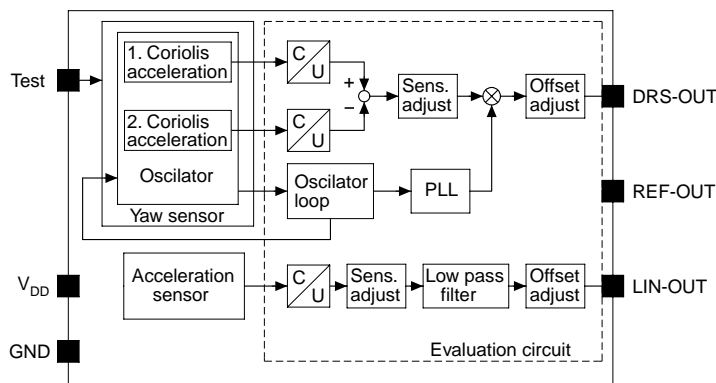 Test
1. Coriolis
acceleration
C
U
+
−
Sens.
adjust
Offset
adjust
DRS-OUT
2. Coriolis
acceleration
C
U
Oscilator
Yaw sensor
Oscilator
loop
PLL
REF-OUT
VDD
Acceleration
sensor
C
U
Sens.
adjust
Low pass
filter
Offset
adjust
LIN-OUT
GND
Evaluation circuit